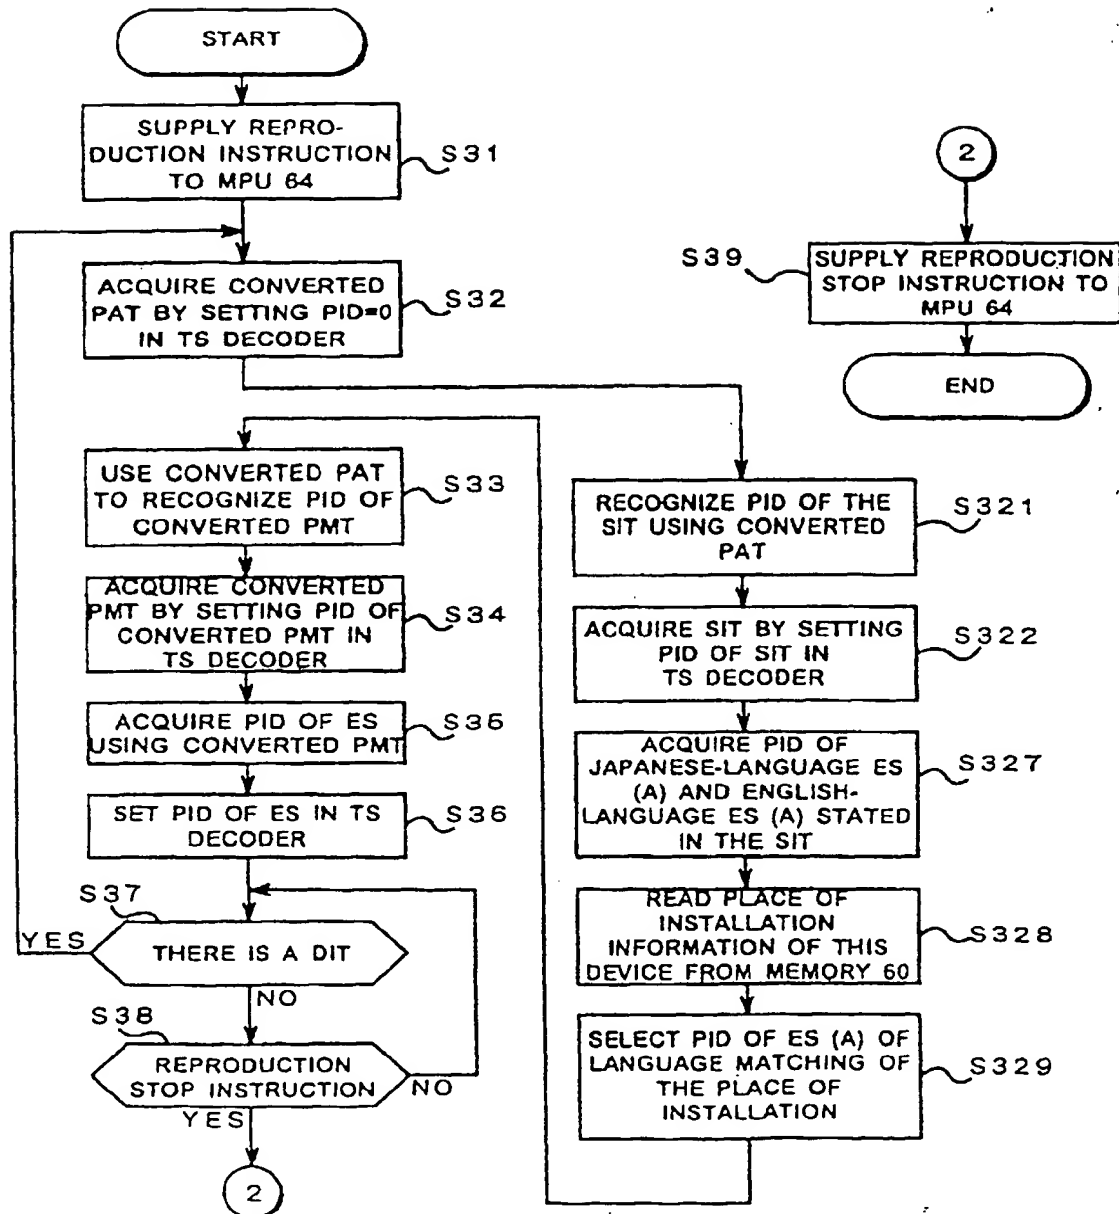 START
SUPPLY REPRO-
DUCTION INSTRUCTION
TO MPU 64
S31
ACQUIRE CONVERTED
PAT BY SETTING PID=0
IN TS DECODER
S32
USE CONVERTED PAT
TO RECOGNIZE PID OF
CONVERTED PMT
S33
ACQUIRE CONVERTED
PMT BY SETTING PID OF
CONVERTED PMT IN
TS DECODER
S34
ACQUIRE PID OF ES
USING CONVERTED PMT
S35
SET PID OF ES IN TS
DECODER
S36
S37
YES
THERE IS A DIT
NO
S38
REPRODUCTION
STOP INSTRUCTION
NO
YES
2
2
S39
SUPPLY REPRODUCTION
STOP INSTRUCTION TO
MPU 64
END
RECOGNIZE PID OF THE
SIT USING CONVERTED
PAT
S321
ACQUIRE SIT BY SETTING
PID OF SIT IN
TS DECODER
S322
ACQUIRE PID OF
JAPANESE-LANGUAGE ES
(A) AND ENGLISH-
LANGUAGE ES (A) STATED
IN THE SIT
S327
READ PLACE OF
INSTALLATION
INFORMATION OF THIS
DEVICE FROM MEMORY 60
S328
SELECT PID OF ES (A) OF
LANGUAGE MATCHING OF
THE PLACE OF
INSTALLATION
S329